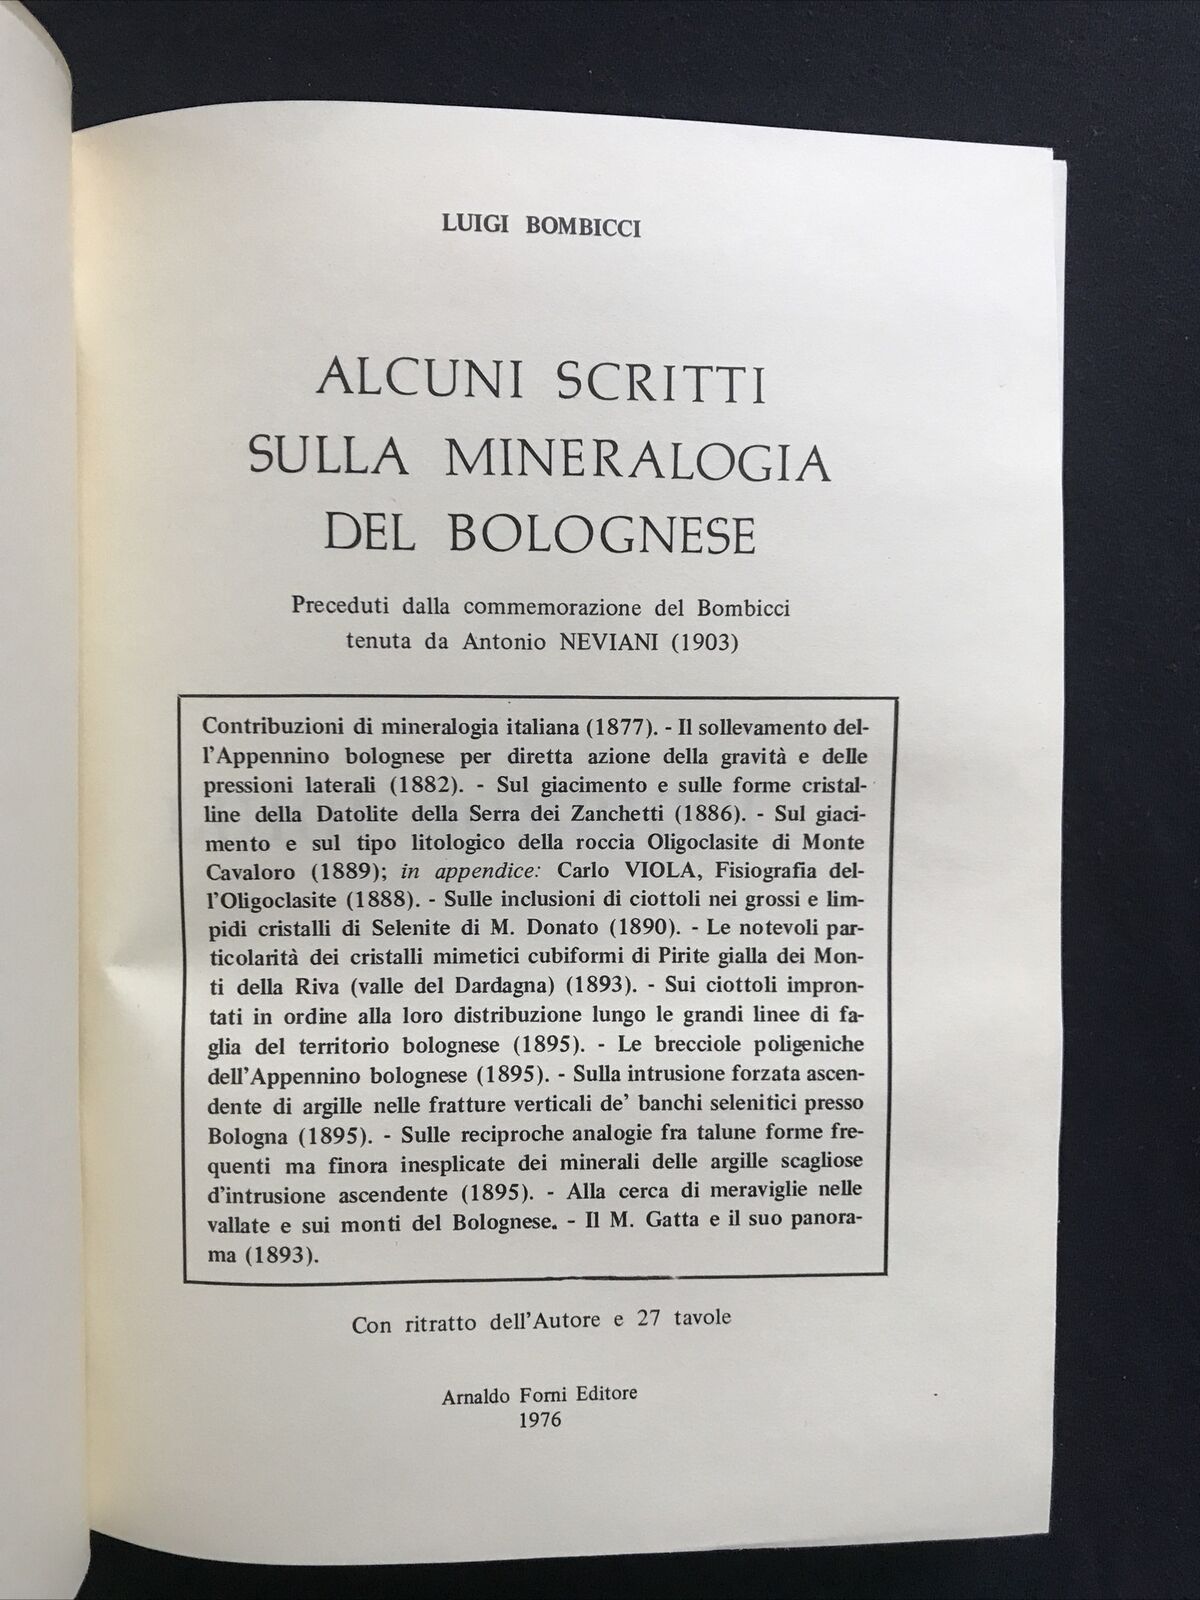 LUIGI BOMBICCI
ALCUNI SCRITTI
SULLA MINERALOGIA
DEL BOLOGNESE
Preceduti dalla commemorazione del Bombicci
tenuta da Antonio NEVIANI (1903)
Contribuzioni di mineralogia italiana (1877). - Il sollevamento del-
l'Appennino bolognese per diretta azione della gravità e delle
pressioni laterali (1882). - Sul giacimento e sulle forme cristal-
line della Datolite della Serra dei Zanchetti (1886). - Sul giaci-
mento e sul tipo litologico della roccia Oligoclasite di Monte
Cavaloro (1889); in appendice: Carlo VIOLA, Fisiografia del-
l'Oligoclasite (1888). - Sulle inclusioni di ciottoli nei grossi e lim-
pidi cristalli di Selenite di M. Donato (1890). - Le notevoli par-
ticolarità dei cristalli mimetici cubiformi di Pirite gialla dei Mon-
ti della Riva (valle del Dardagna) (1893). - Sui ciottoli impron-
tati in ordine alla loro distribuzione lungo le grandi linee di fa-
glia del territorio bolognese (1895). - Le brecciole poligeniche
dell'Appennino bolognese (1895). - Sulla intrusione forzata ascen-
dente di argille nelle fratture verticali de' banchi selenitici presso
Bologna (1895). - Sulle reciproche analogie fra talune forme fre-
quenti ma finora inesplicate dei minerali delle argille scagliose
d'intrusione ascendente (1895). - Alla cerca di meraviglie nelle
vallate e sui monti del Bolognese. - Il M. Gatta e il suo panora-
ma (1893).
Con ritratto dell'Autore e 27 tavole
Arnaldo Forni Editore
1976